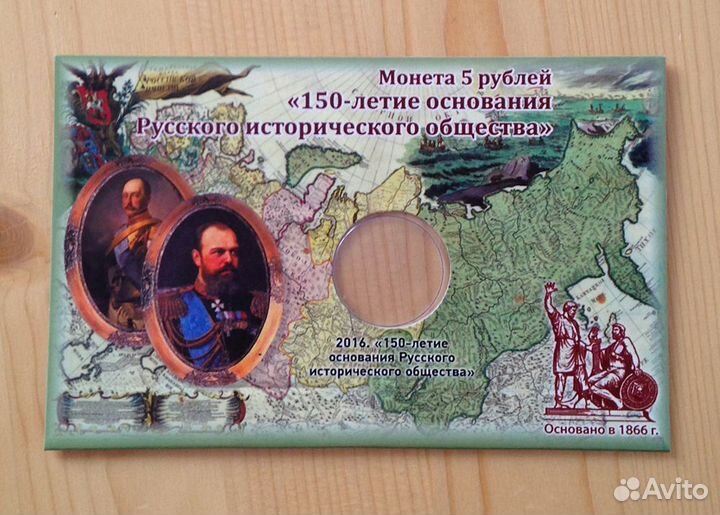 Монета 5 рублей
«150-летие основания
Русского исторического общества»
2016. «150-летие
основания Русского
исторического общества»
Основано в 1866 г.
Avito